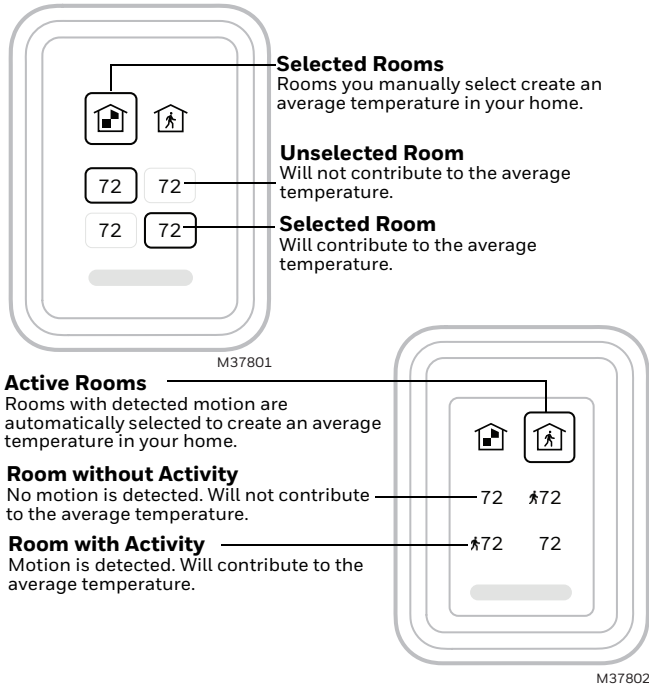 Selected Rooms
Rooms you manually select create an
average temperature in your home.
Unselected Room
Will not contribute to the average
temperature.
72 72
Selected Room
Will contribute to the average
temperature.
72 72
M37801
Active Rooms
Rooms with detected motion are
automatically selected to create an average
temperature in your home.
Room without Activity
No motion is detected. Will not contribute
to the average temperature.
72 72
Room with Activity
Motion is detected. Will contribute to the
average temperature.
72 72
M37802